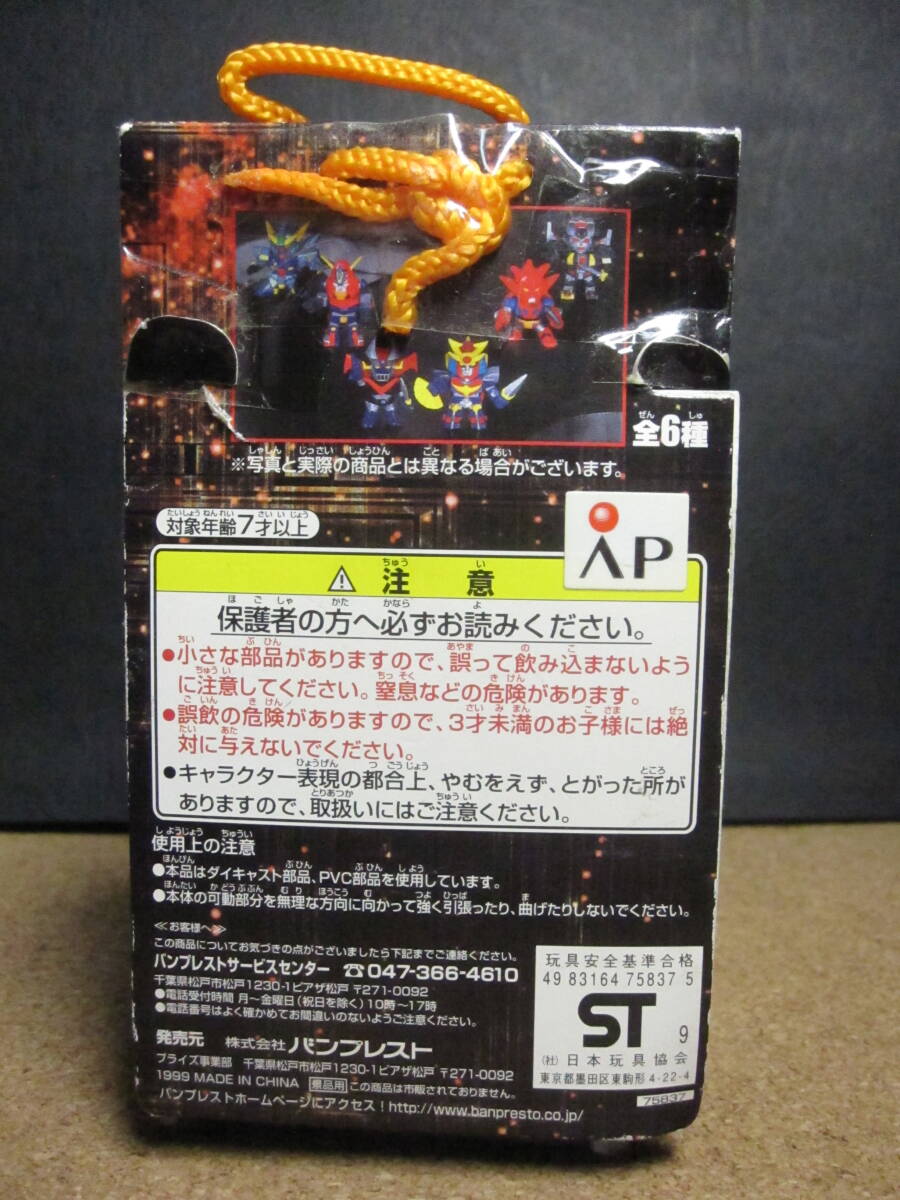 全6種
※写真と実際の商品とは異なる場合がございます。
対象年齢7才以上
AP
⚠ 注意
保護者の方へ必ずお読みください。
●小さな部品がありますので、誤って飲み込まないよう
に注意してください。窒息などの危険があります。
●誤飲の危険がありますので、3才未満のお子様には絶
対に与えないでください。
●キャラクター表現の都合上、やむをえず、とがった所が
ありますので、取扱いにはご注意ください。
使用上の注意
●本品はダイキャスト部品、PVC部品を使用しています。
●本体の可動部分を無理な方向に向かって強く引張ったり、曲げたりしないでください。
≪お客様へ≫
この商品についてお気づきの点がございましたら下記までご連絡ください。
バンプレストサービスセンター ☎047-366-4610
千葉県松戸市松戸1230-1ピアザ松戸 〒271-0092
●電話受付時間 月〜金曜日(祝日を除く)10時〜17時
●電話番号はよく確かめてお間違いのないようご注意ください。
発売元 株式会社 バンプレスト
プライズ事業部 千葉県松戸市松戸1230-1ピアザ松戸 〒271-0092
1999 MADE IN CHINA 景品用 この商品は市販されておりません。
バンプレストホームページにアクセス!http://www.banpresto.co.jp/
玩具安全基準合格
49 83164 75837 5
ST 9
(社)日本玩具協会
東京都墨田区東駒形4-22-4
75837